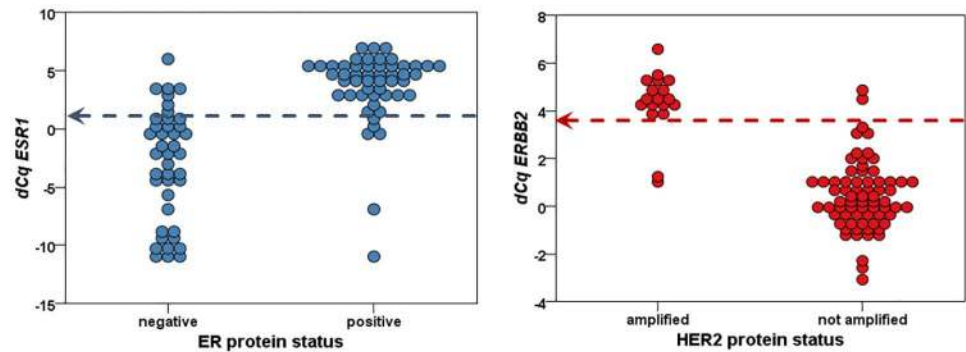 dCq ESR1
10
5
0
-5
-10
-15
negative
positive
ER protein status
dCq ERBB2
8
6
4
2
0
-2
-4
amplified
not amplified
HER2 protein status